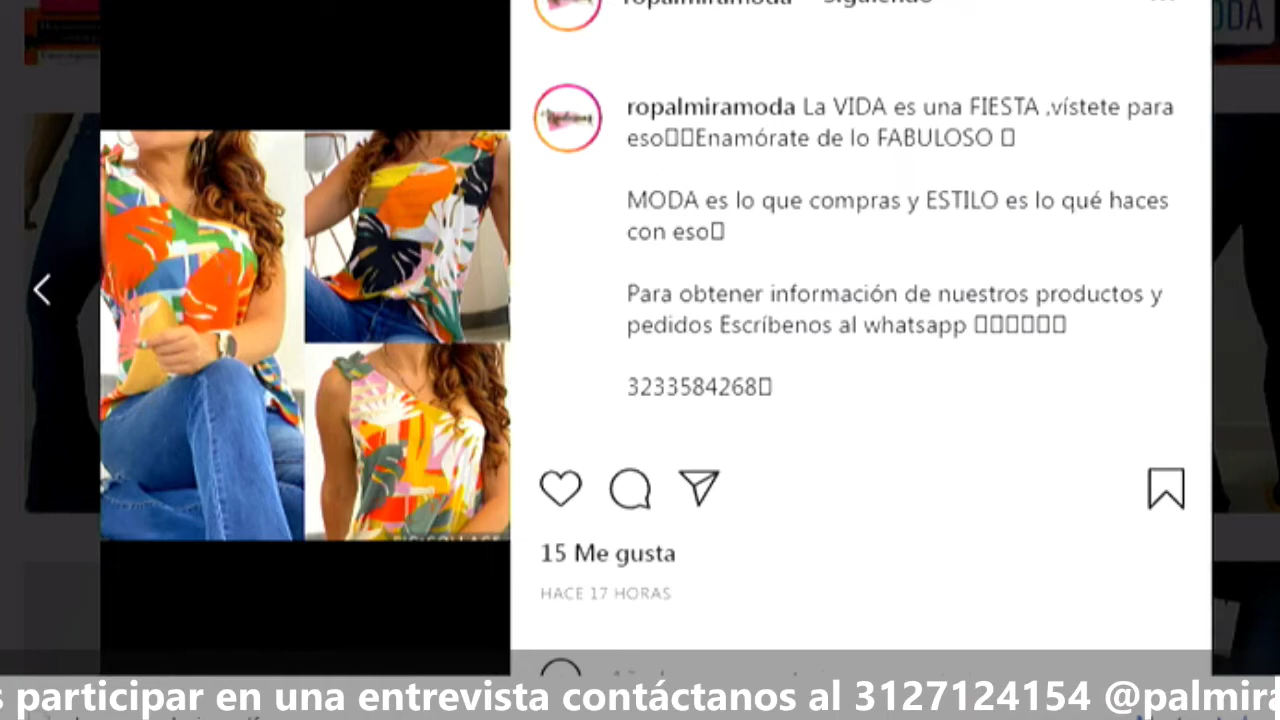 ropalmiramoda • Siguiendo
ropalmiramoda La VIDA es una FIESTA ,vístete para
eso Enamórate de lo FABULOSO
MODA es lo que compras y ESTILO es lo qué haces
con eso
Para obtener información de nuestros productos y
pedidos Escríbenos al whatsapp
3233584268
15 Me gusta
HACE 17 HORAS
s participar en una entrevista contáctanos al 3127124154 @palmira